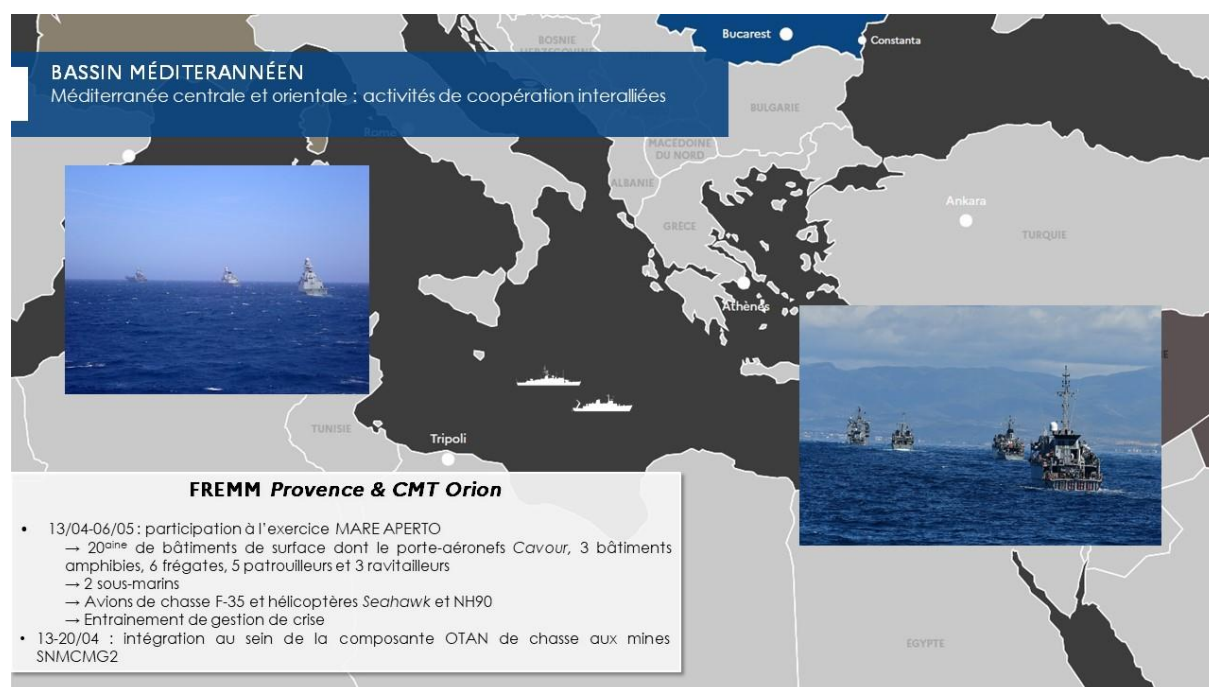 BASSIN MÉDITERANNÉEN
Méditerranée centrale et orientale : activités de coopération interalliées
BOSNIE
HERZÉGOVINE
Bucarest
Constanta
BULGARIE
Rome
MACÉDOINE
DU NORD
ALBANIE
GRÈCE
Ankara
TURQUIE
Athènes
TUNISIE
Tripoli
EGYPTE
FREMM Provence & CMT Orion
• 13/04-06/05 : participation à l’exercice MARE APERTO
→ 20aine de bâtiments de surface dont le porte-aéronefs Cavour, 3 bâtiments
amphibies, 6 frégates, 5 patrouilleurs et 3 ravitailleurs
→ 2 sous-marins
→ Avions de chasse F-35 et hélicoptères Seahawk et NH90
→ Entrainement de gestion de crise
• 13-20/04 : intégration au sein de la composante OTAN de chasse aux mines
SNMCMG2